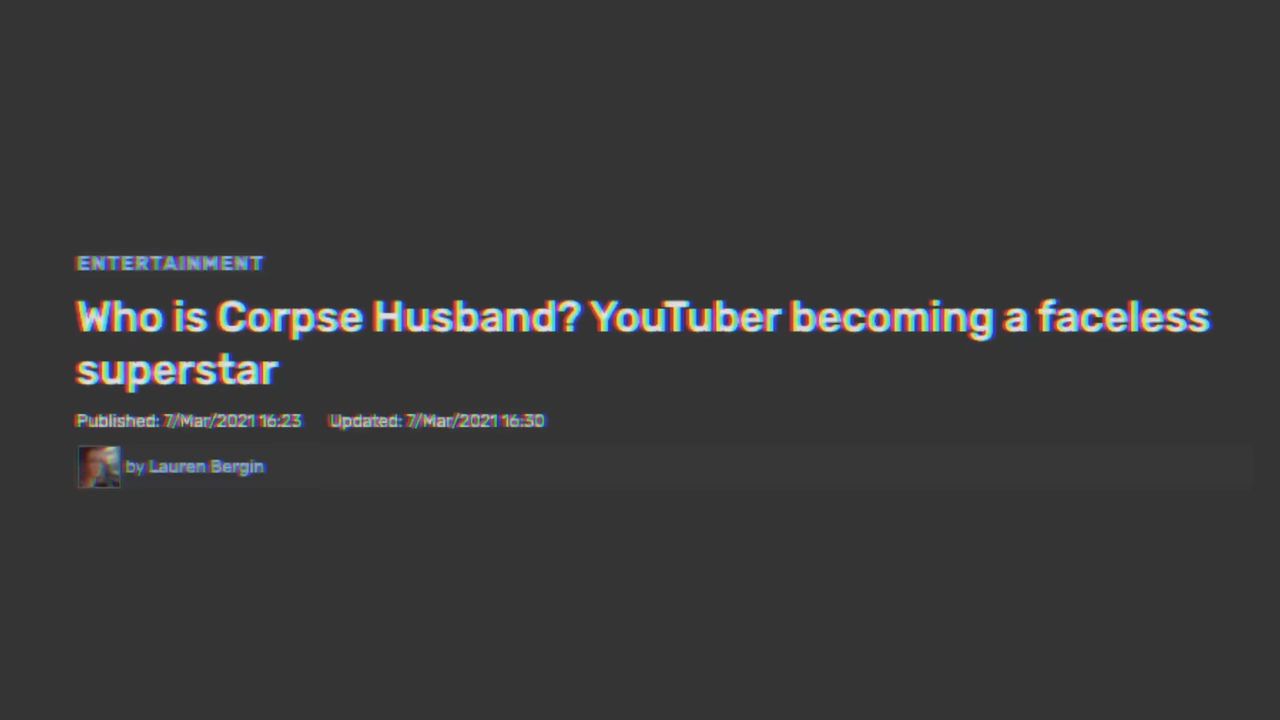 ENTERTAINMENT
Who is Corpse Husband? YouTuber becoming a faceless
superstar
Published: 7/Mar/2021 16:23 Updated: 7/Mar/2021 16:30
by Lauren Bergin